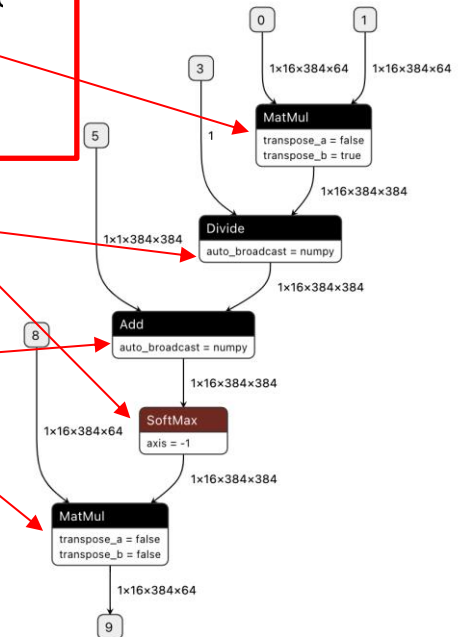 0
1
3
1×16×384×64
1×16×384×64
MatMul
transpose_a = false
transpose_b = true
5
1
1×16×384×384
Divide
auto_broadcast = numpy
1×1×384×384
1×16×384×384
Add
auto_broadcast = numpy
8
1×16×384×384
SoftMax
axis = -1
1×16×384×64
1×16×384×384
MatMul
transpose_a = false
transpose_b = false
1×16×384×64
9